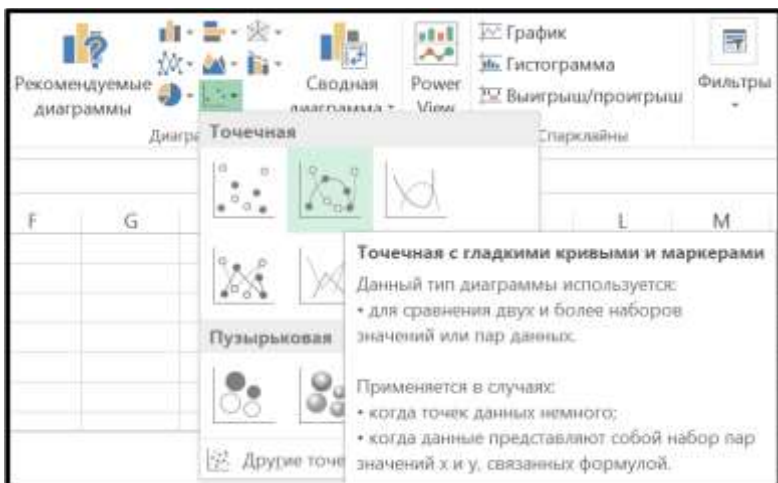 Рекомендуемые
диаграммы
Сводная
диаграмма
Power
View
График
Гистограмма
Выигрыш/проигрыш
Фильтры
Диагра
Спарклайны
Точечная
F G L M
Точечная с гладкими кривыми и маркерами
Данный тип диаграммы используется:
• для сравнения двух и более наборов
значений или пар данных.
Применяется в случаях:
• когда точек данных немного;
• когда данные представляют собой набор пар
значений x и y, связанных формулой.
Пузырьковая
Другие точе